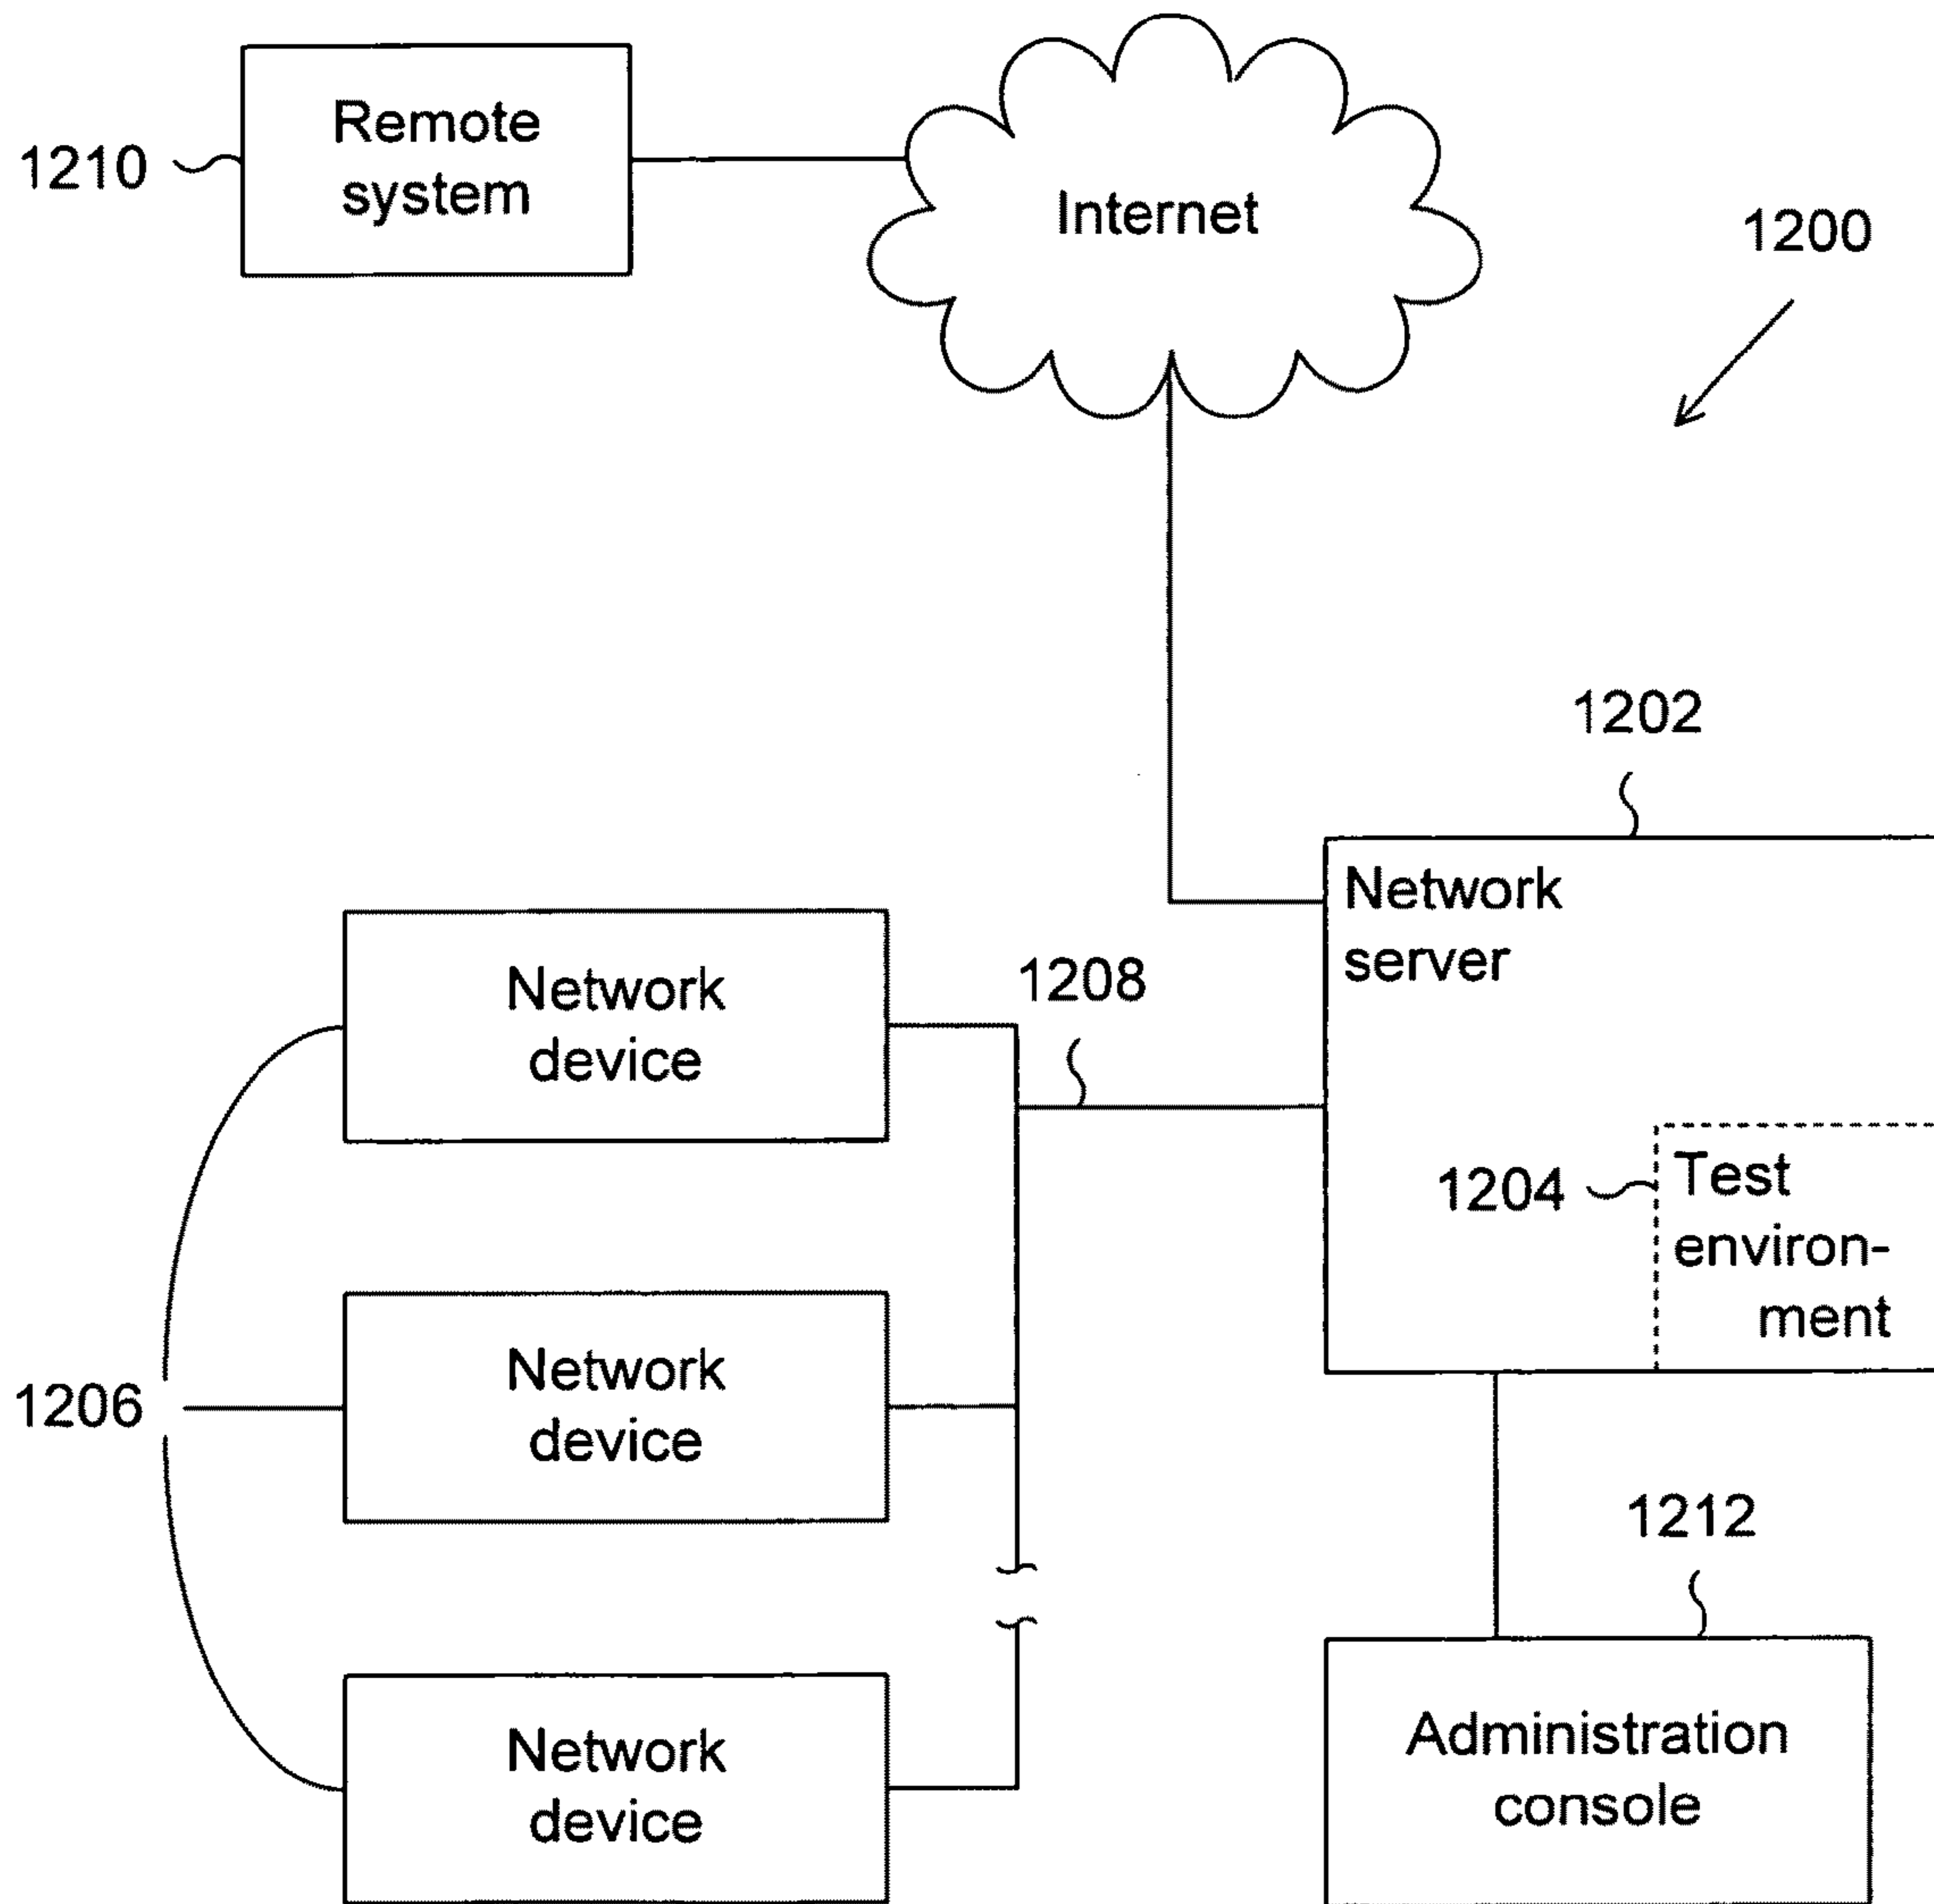 Remote
system
1210
Internet
1200
1202
Network
server
1208
Network
device
1204
Test
environ-
ment
1206
Network
device
1212
Network
device
Administration
console